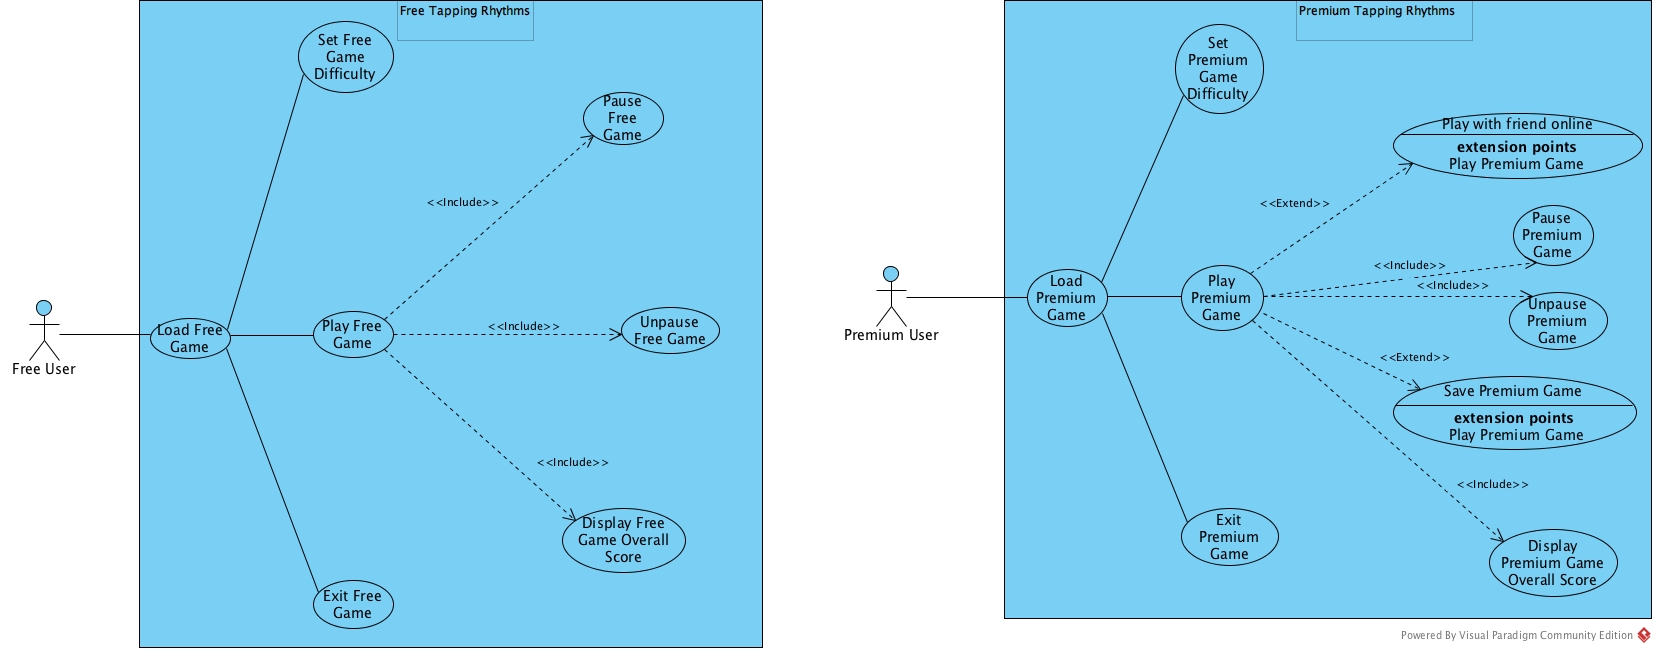 Free Tapping Rhythms
Set Free
Game
Difficulty
Pause
Free
Game
<<Include>>
Free User
Load Free
Game
Play Free
Game
<<Include>>
Unpause
Free Game
<<Include>>
Display Free
Game Overall
Score
Exit Free
Game
Premium Tapping Rhythms
Set
Premium
Game
Difficulty
Play with friend online
extension points
Play Premium Game
<<Extend>>
Pause
Premium
Game
<<Include>>
<<Include>>
Premium User
Load
Premium
Game
Play
Premium
Game
Unpause
Premium
Game
<<Extend>>
Save Premium Game
extension points
Play Premium Game
<<Include>>
Exit
Premium
Game
Display
Premium Game
Overall Score
Powered By Visual Paradigm Community Edition